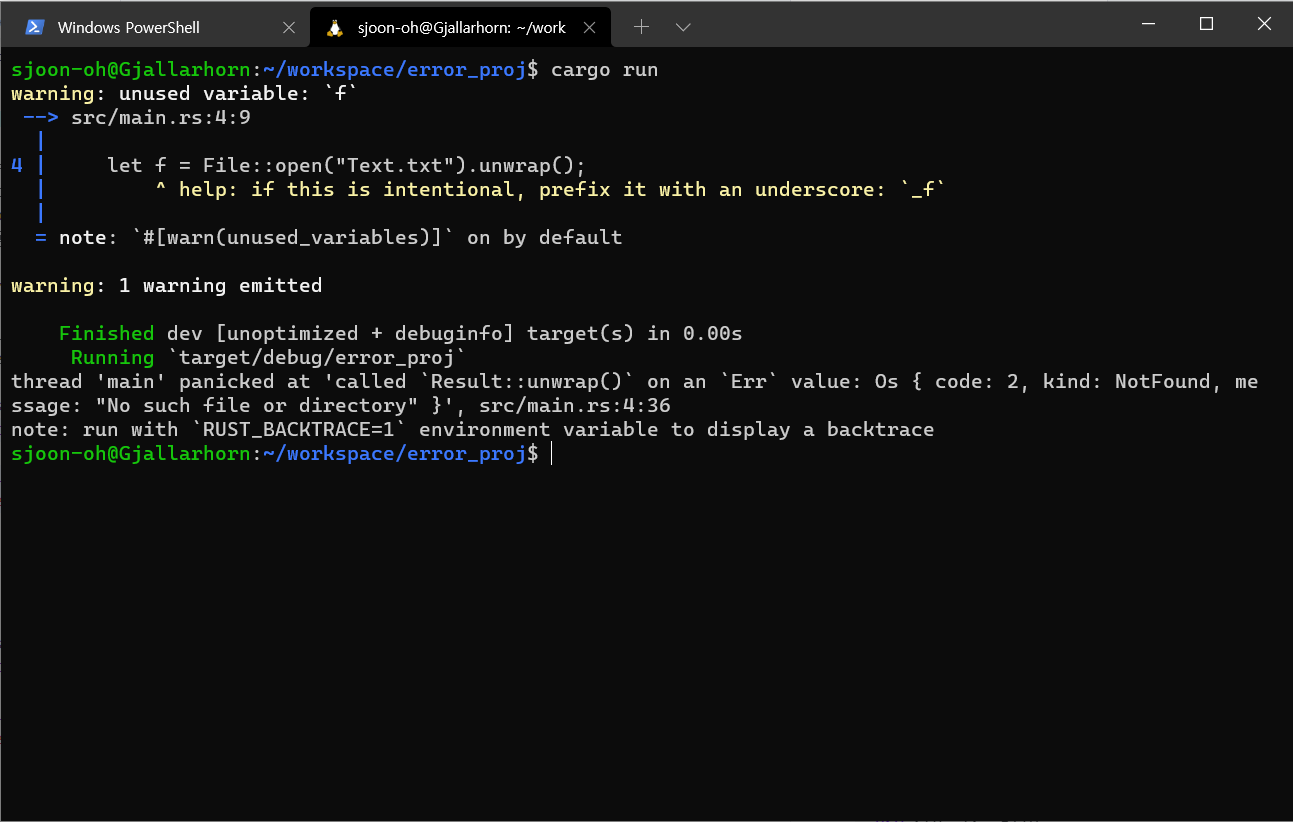 Windows PowerShell
sjoon-oh@Gjallarhorn: ~/work
sjoon-oh@Gjallarhorn:~/workspace/error_proj$ cargo run
warning: unused variable: `f`
 --> src/main.rs:4:9
  |
4 |     let f = File::open("Text.txt").unwrap();
  |         ^ help: if this is intentional, prefix it with an underscore: `_f`
  |
  = note: `#[warn(unused_variables)]` on by default
warning: 1 warning emitted
    Finished dev [unoptimized + debuginfo] target(s) in 0.00s
     Running `target/debug/error_proj`
thread 'main' panicked at 'called `Result::unwrap()` on an `Err` value: Os { code: 2, kind: NotFound, me
ssage: "No such file or directory" }', src/main.rs:4:36
note: run with `RUST_BACKTRACE=1` environment variable to display a backtrace
sjoon-oh@Gjallarhorn:~/workspace/error_proj$